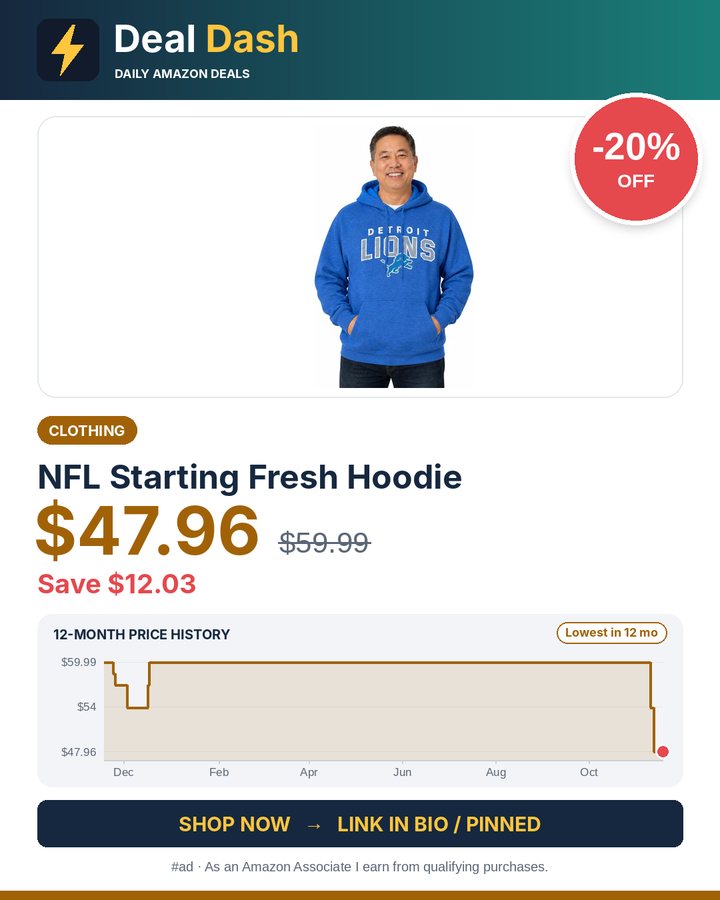 Deal Dash
DAILY AMAZON DEALS
-20%
OFF
DETROIT
LIONS
CLOTHING
NFL Starting Fresh Hoodie
$47.96 $59.99
Save $12.03
12-MONTH PRICE HISTORY
Lowest in 12 mo
$59.99
$54
$47.96
Dec Feb Apr Jun Aug Oct
SHOP NOW → LINK IN BIO / PINNED
#ad · As an Amazon Associate I earn from qualifying purchases.